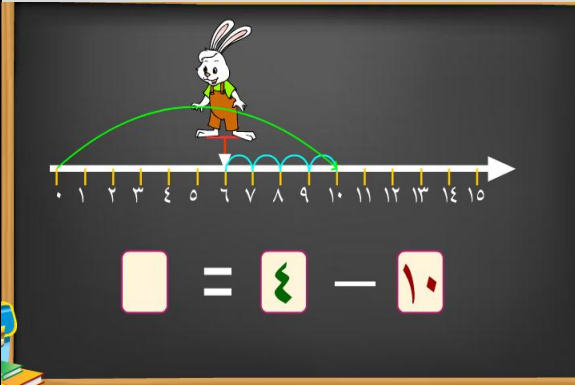 ٠ ١ ٢ ٣ ٤ ٥ ٦ ٧ ٨ ٩ ١٠ ١١ ١٢ ١٣ ١٤ ١٥
١٠ — ٤ =